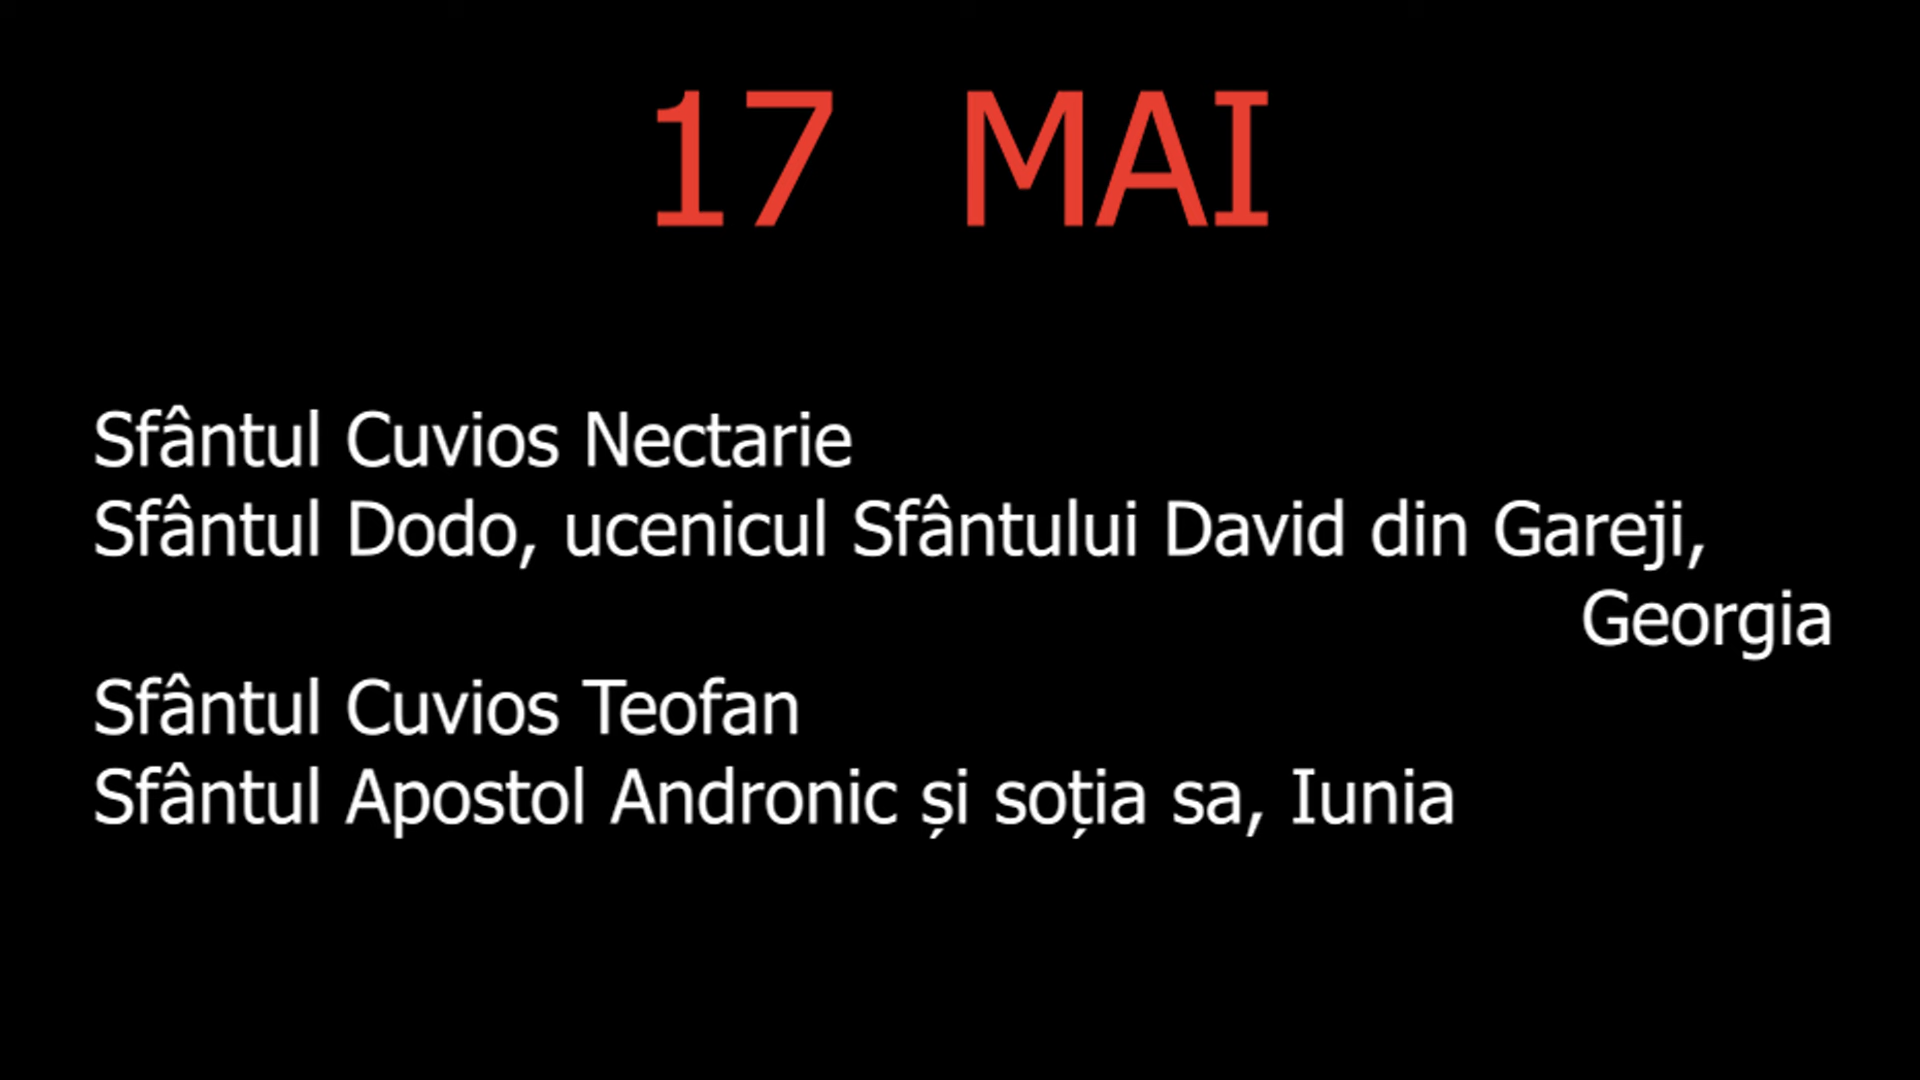 17 MAI
Sfântul Cuvios Nectarie
Sfântul Dodo, ucenicul Sfântului David din Gareji,
Georgia
Sfântul Cuvios Teofan
Sfântul Apostol Andronic și soția sa, Iunia